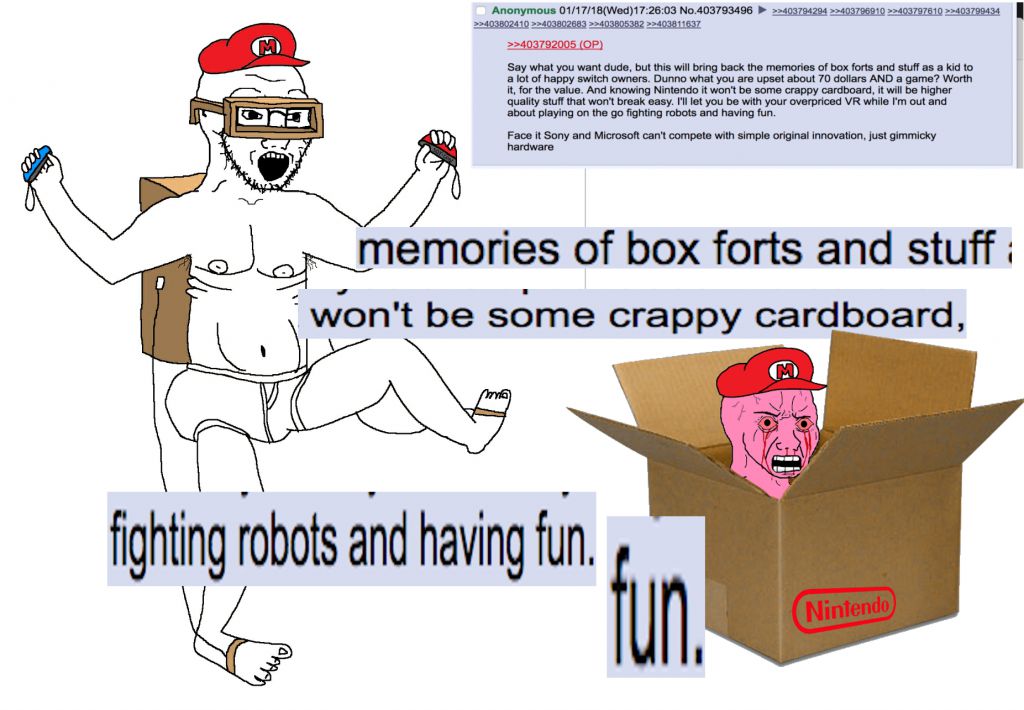 Anonymous 01/17/18(Wed)17:26:03 No.403793496 ▶ >>403794294 >>403796910 >>403797610 >>403799434
>>403802410 >>403802683 >>403805382 >>403811637
>>403792005 (OP)
Say what you want dude, but this will bring back the memories of box forts and stuff as a kid to
a lot of happy switch owners. Dunno what you are upset about 70 dollars AND a game? Worth
it, for the value. And knowing Nintendo it won't be some crappy cardboard, it will be higher
quality stuff that won't break easy. I'll let you be with your overpriced VR while I'm out and
about playing on the go fighting robots and having fun.
Face it Sony and Microsoft can't compete with simple original innovation, just gimmicky
hardware
M
memories of box forts and stuff
won't be some crappy cardboard,
M
fighting robots and having fun.
fun.
Nintendo